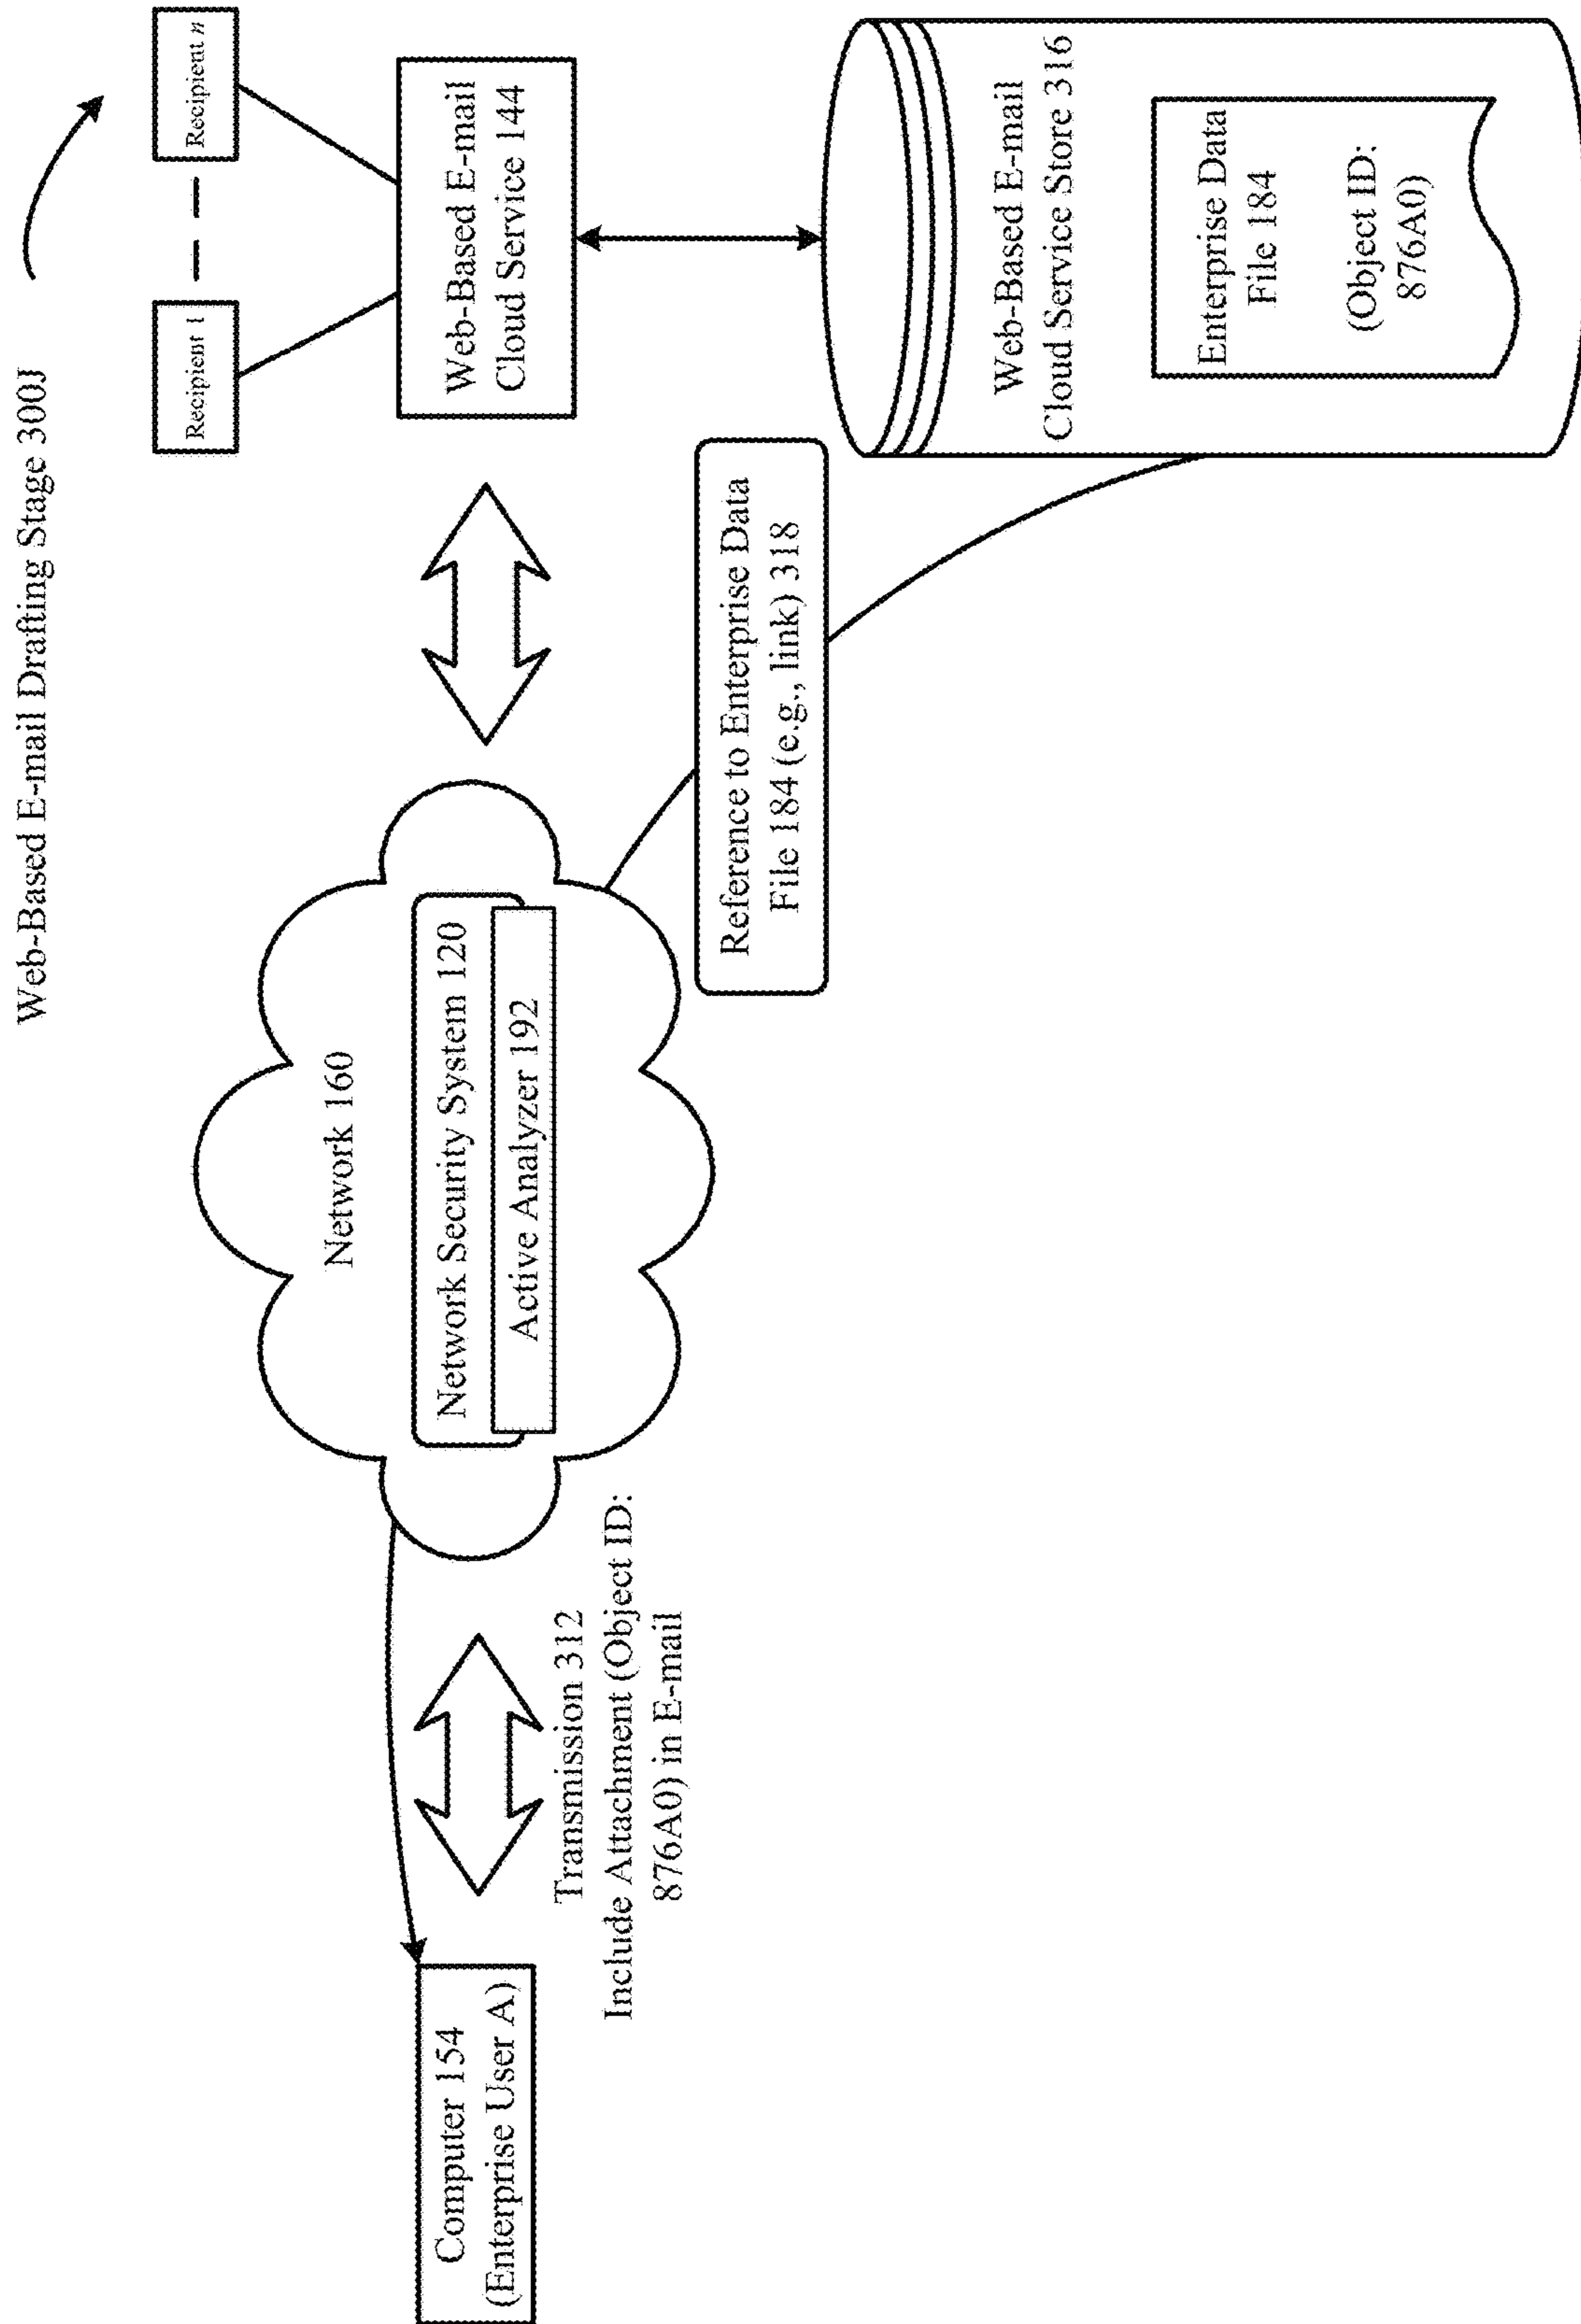 Web-Based E-mail Drafting Stage 300J
Recipient 1
Recipient n
Web-Based E-mail
Cloud Service 144
Network 160
Network Security System 120
Active Analyzer 192
Computer 154
(Enterprise User A)
Transmission 312
Include Attachment (Object ID:
876A0) in E-mail
Reference to Enterprise Data
File 184 (e.g., link) 318
Web-Based E-mail
Cloud Service Store 316
Enterprise Data
File 184
(Object ID:
876A0)